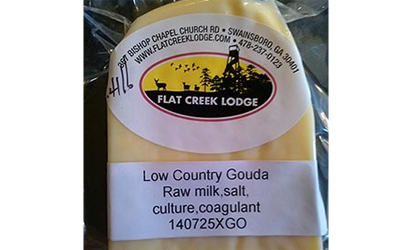 BISHOP CHAPEL CHURCH RD • SWAINSBORO, GA 30401
WWW.FLATCREEKLODGE.COM • 478-237-0123
FLAT CREEK LODGE
Low Country Gouda
Raw milk,salt,
culture,coagulant
140725XGO